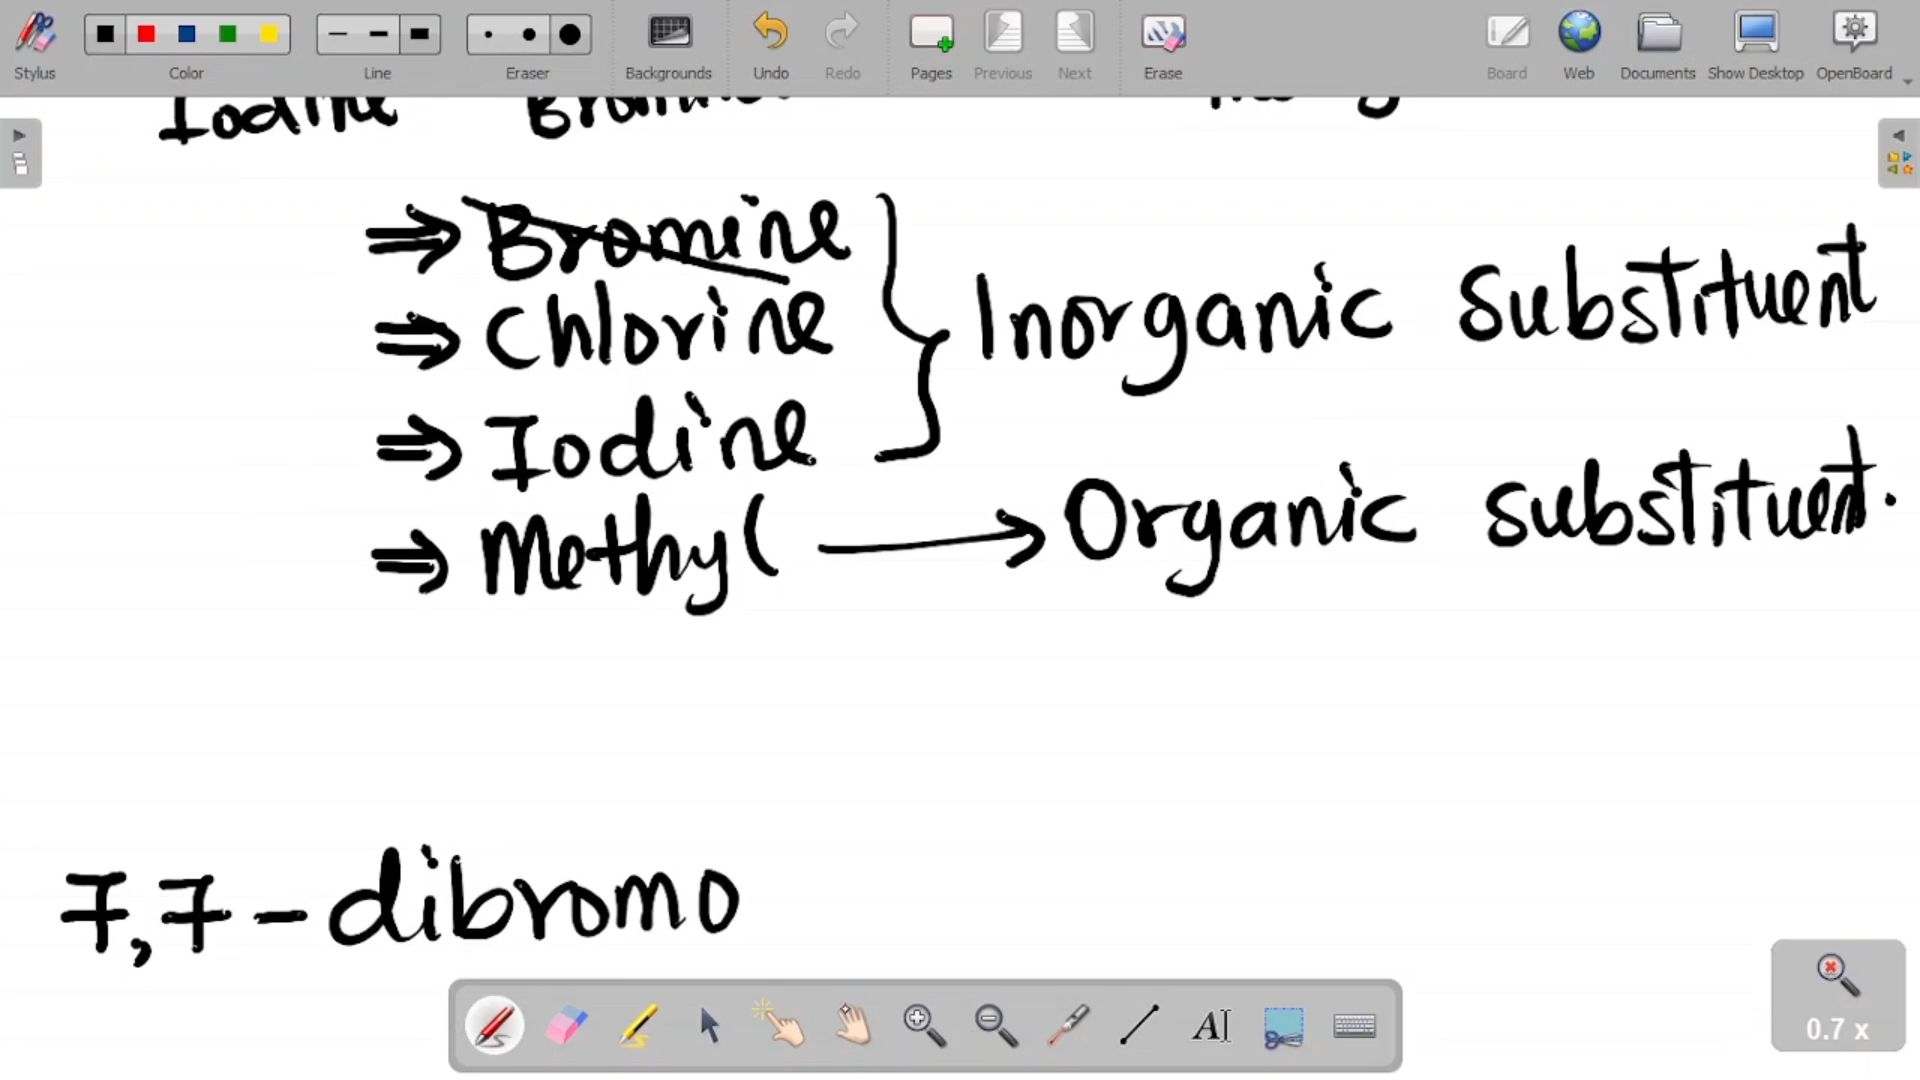 Stylus
Color
Line
Eraser
Backgrounds
Undo
Redo
Pages
Previous
Next
Erase
Board
Web
Documents
Show Desktop
OpenBoard
Iodine
⇒ Bromine
⇒ Chlorine
⇒ Iodine
Inorganic substituent
⇒ Methyl → Organic substituent.
7,7-dibromo
0.7 x